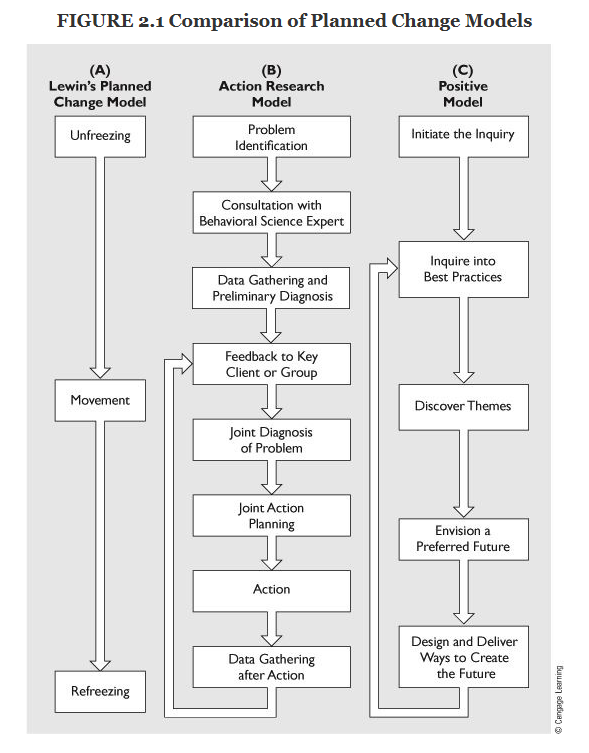 FIGURE 2.1 Comparison of Planned Change Models
(A)
Lewin's Planned
Change Model
Unfreezing
Movement
Refreezing
(B)
Action Research
Model
Problem
Identification
Consultation with
Behavioral Science Expert
Data Gathering and
Preliminary Diagnosis
Feedback to Key
Client or Group
Joint Diagnosis
of Problem
Joint Action
Planning
Action
Data Gathering
after Action
(C)
Positive
Model
Initiate the Inquiry
Inquire into
Best Practices
Discover Themes
Envision a
Preferred Future
Design and Deliver
Ways to Create
the Future
© Cengage Learning